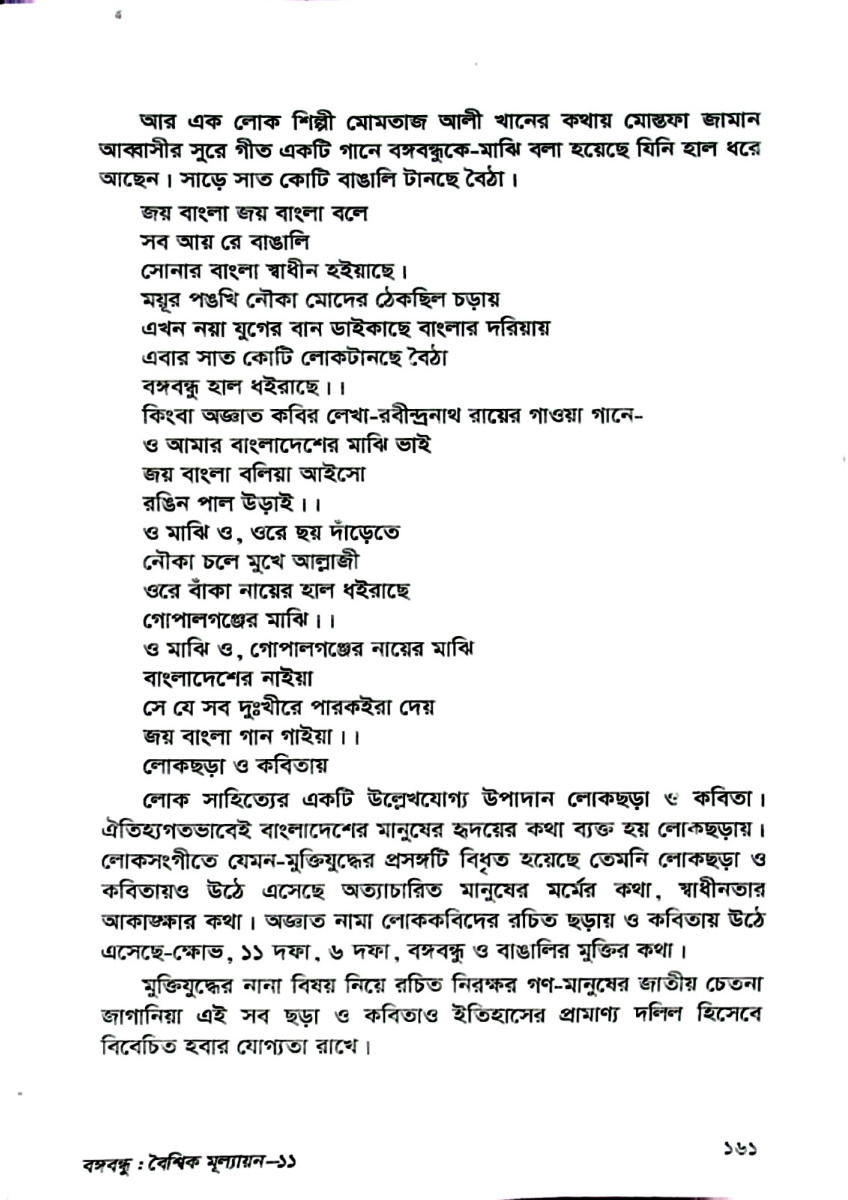 আর এক লোক শিল্পী মোমতাজ আলী খানের কথায় মোস্তফা জামান
আব্বাসীর সুরে গীত একটি গানে বঙ্গবন্ধুকে-মাঝি বলা হয়েছে যিনি হাল ধরে
আছেন। সাড়ে সাত কোটি বাঙালি টানছে বৈঠা।
জয় বাংলা জয় বাংলা বলে
সব আয় রে বাঙালি
সোনার বাংলা স্বাধীন হইয়াছে।
ময়ূর পঙখি নৌকা মোদের ঠেকছিল চড়ায়
এখন নয়া যুগের বান ডাইকাছে বাংলার দরিয়ায়
এবার সাত কোটি লোকটানছে বৈঠা
বঙ্গবন্ধু হাল ধইরাছে।।
কিংবা অজ্ঞাত কবির লেখা-রবীন্দ্রনাথ রায়ের গাওয়া গানে-
ও আমার বাংলাদেশের মাঝি ভাই
জয় বাংলা বলিয়া আইসো
রঙিন পাল উড়াই।।
ও মাঝি ও, ওরে ছয় দাঁড়েতে
নৌকা চলে মুখে আল্লাজী
ওরে বাঁকা নায়ের হাল ধইরাছে
গোপালগঞ্জের মাঝি।।
ও মাঝি ও, গোপালগঞ্জের নায়ের মাঝি
বাংলাদেশের নাইয়া
সে যে সব দুঃখীরে পারকইরা দেয়
জয় বাংলা গান গাইয়া।।
লোকছড়া ও কবিতায়
লোক সাহিত্যের একটি উল্লেখযোগ্য উপাদান লোকছড়া ও কবিতা।
ঐতিহ্যগতভাবেই বাংলাদেশের মানুষের হৃদয়ের কথা ব্যক্ত হয় লোকছড়ায়।
লোকসংগীতে যেমন-মুক্তিযুদ্ধের প্রসঙ্গটি বিধৃত হয়েছে তেমনি লোকছড়া ও
কবিতায়ও উঠে এসেছে অত্যাচারিত মানুষের মর্মের কথা, স্বাধীনতার
আকাঙ্ক্ষার কথা। অজ্ঞাত নামা লোককবিদের রচিত ছড়ায় ও কবিতায় উঠে
এসেছে-ক্ষোভ, ১১ দফা, ৬ দফা, বঙ্গবন্ধু ও বাঙালির মুক্তির কথা।
মুক্তিযুদ্ধের নানা বিষয় নিয়ে রচিত নিরক্ষর গণ-মানুষের জাতীয় চেতনা
জাগানিয়া এই সব ছড়া ও কবিতাও ইতিহাসের প্রামাণ্য দলিল হিসেবে
বিবেচিত হবার যোগ্যতা রাখে।
বঙ্গবন্ধু : বৈশ্বিক মূল্যায়ন-১১
১৬১